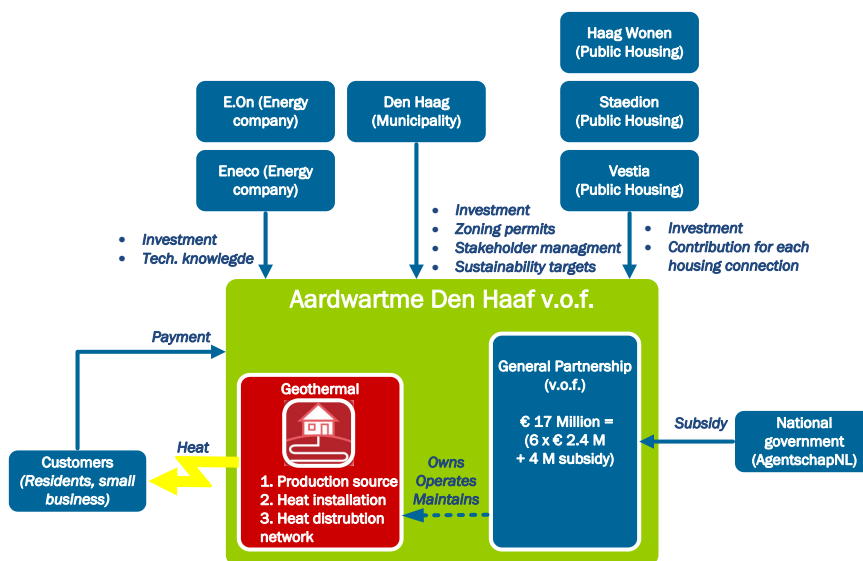 Haag Wonen
(Public Housing)
E.On (Energy
company)
Den Haag
(Municipality)
Staedion
(Public Housing)
Eneco (Energy
company)
Vestia
(Public Housing)
• Investment
• Tech. knowlegde
• Investment
• Zoning permits
• Stakeholder managment
• Sustainability targets
• Investment
• Contribution for each
housing connection
Aardwartme Den Haaf v.o.f.
Payment
General Partnership
(v.o.f.)
€ 17 Million =
(6 x € 2.4 M
+ 4 M subsidy)
Geothermal
1. Production source
2. Heat installation
3. Heat distrubtion
network
Heat
Customers
(Residents, small
business)
Owns
Operates
Maintains
Subsidy
National
government
(AgentschapNL)